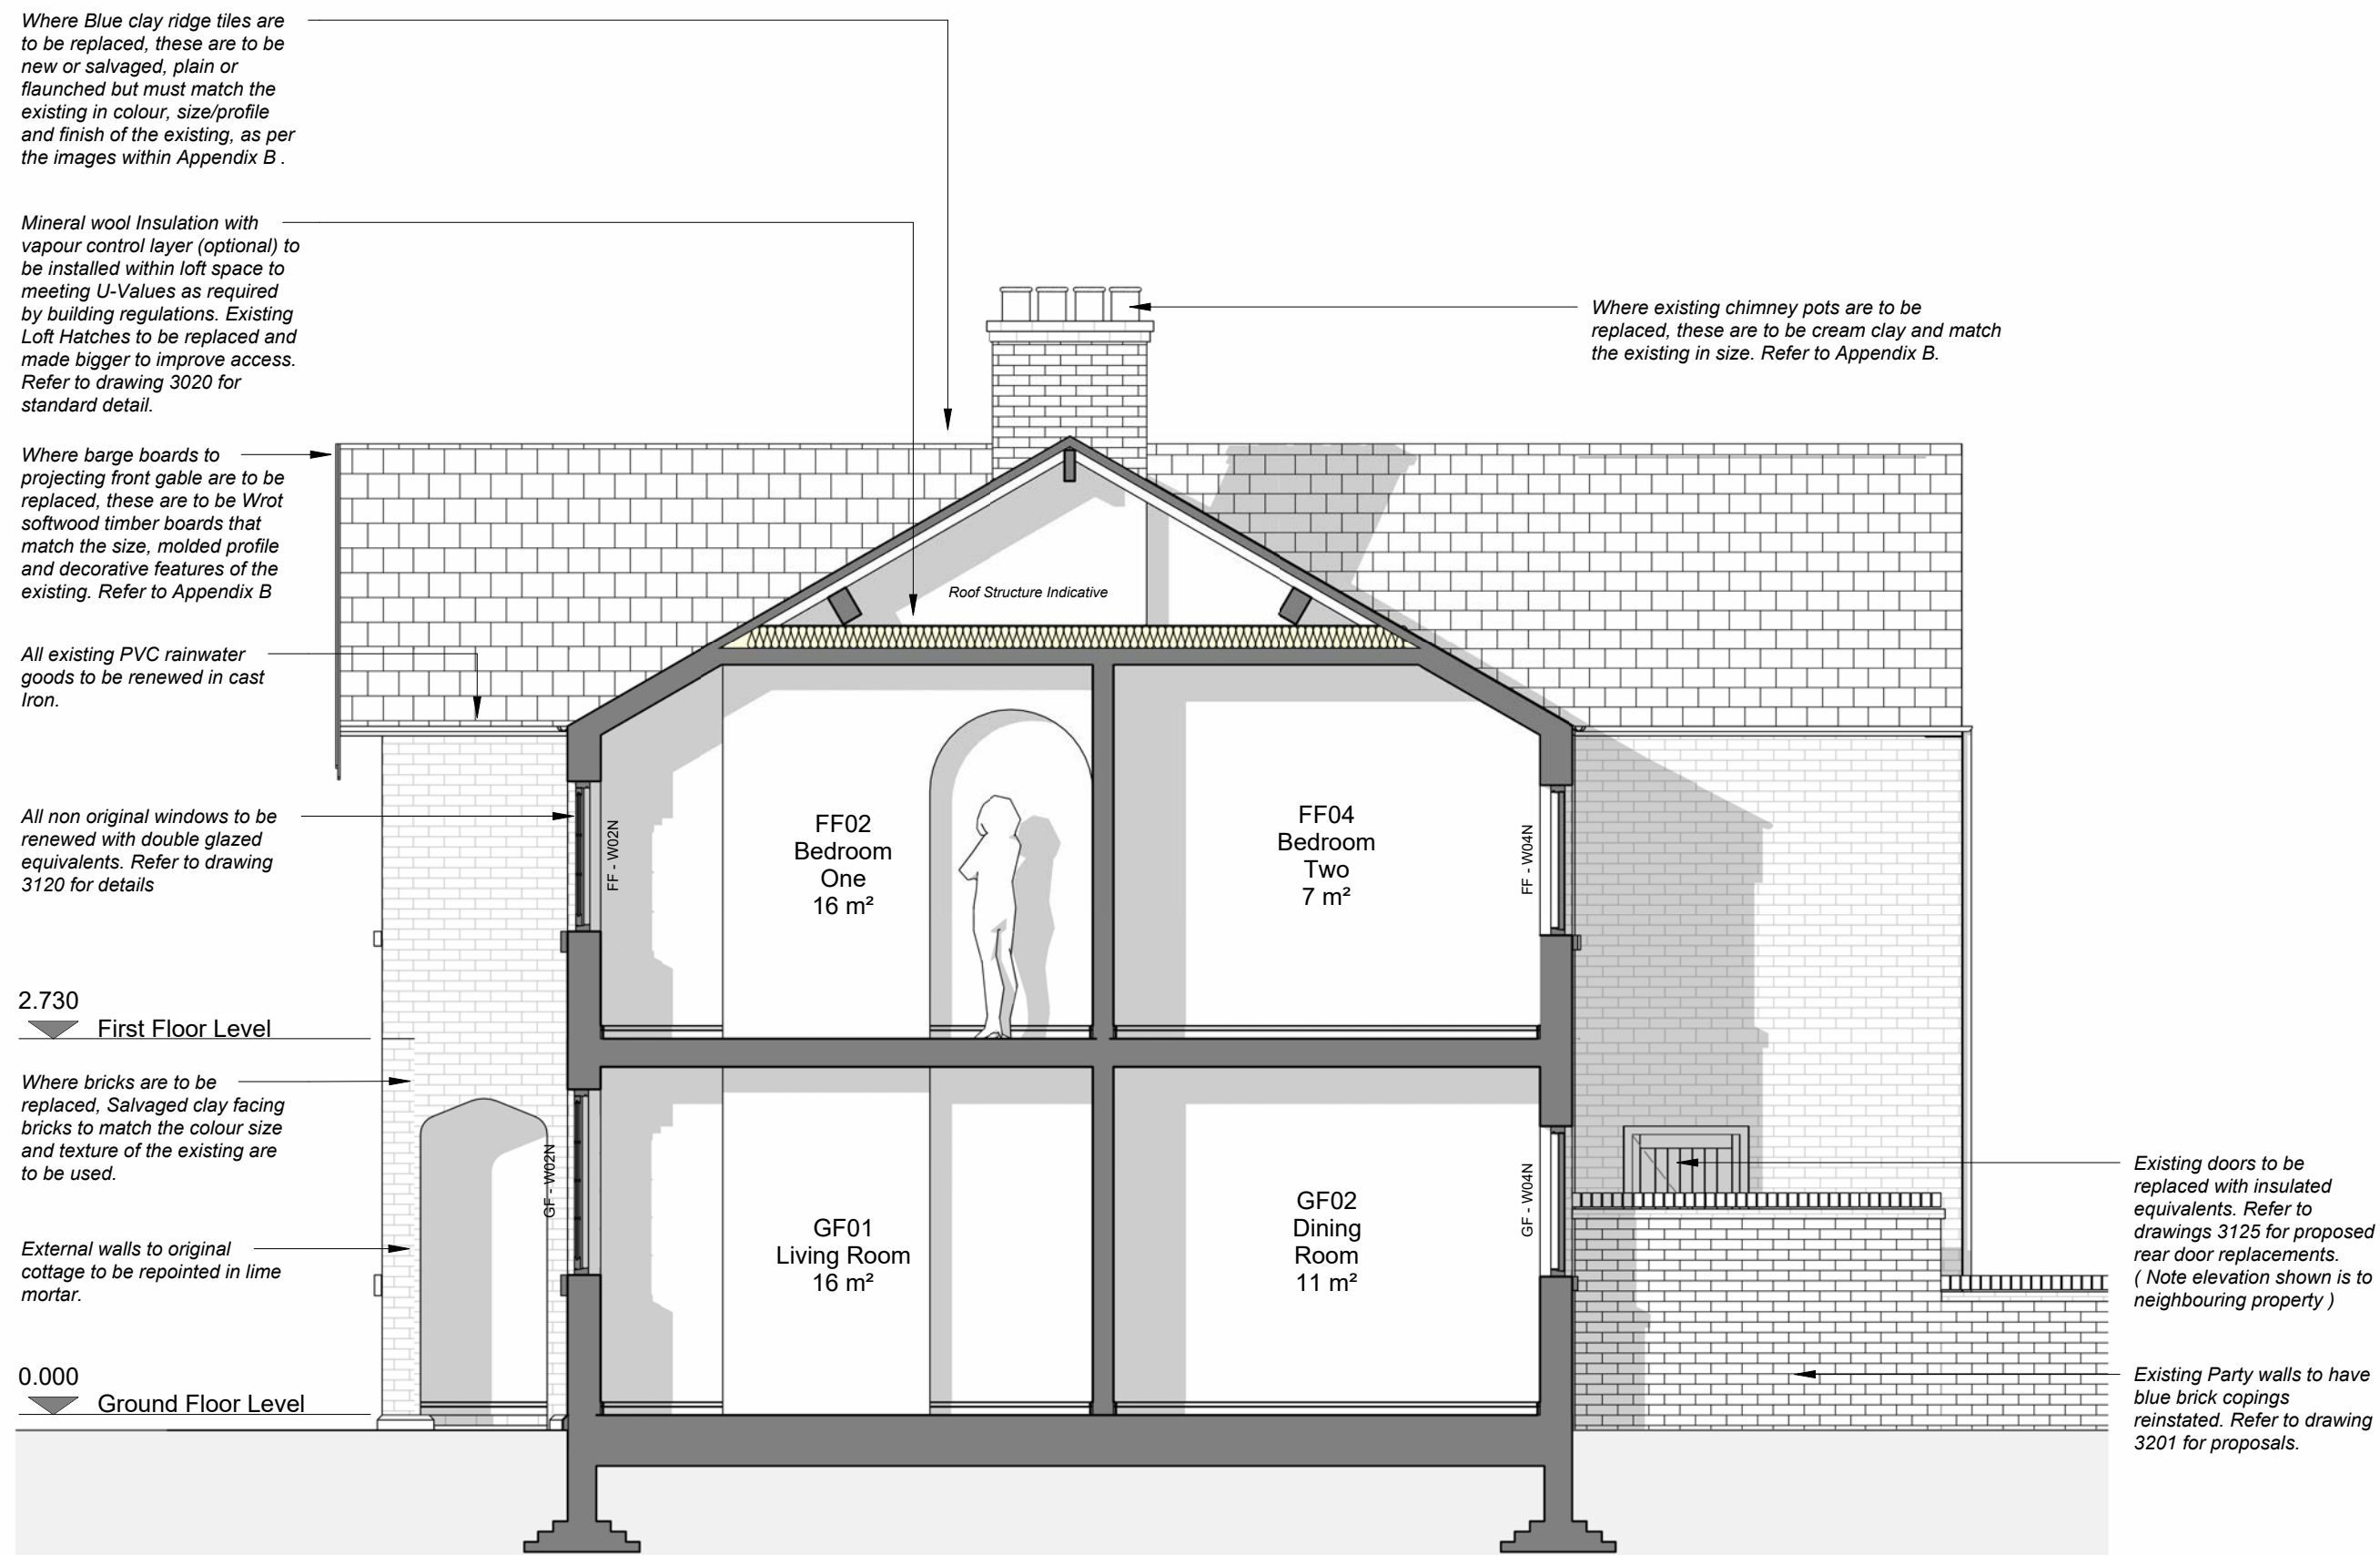 Where Blue clay ridge tiles are
to be replaced, these are to be
new or salvaged, plain or
flaunched but must match the
existing in colour, size/profile
and finish of the existing, as per
the images within Appendix B .
Mineral wool Insulation with
vapour control layer (optional) to
be installed within loft space to
meeting U-Values as required
by building regulations. Existing
Loft Hatches to be replaced and
made bigger to improve access.
Refer to drawing 3020 for
standard detail.
Where existing chimney pots are to be
replaced, these are to be cream clay and match
the existing in size. Refer to Appendix B.
Where barge boards to
projecting front gable are to be
replaced, these are to be Wrot
softwood timber boards that
match the size, molded profile
and decorative features of the
existing. Refer to Appendix B
Roof Structure Indicative
All existing PVC rainwater
goods to be renewed in cast
Iron.
All non original windows to be
renewed with double glazed
equivalents. Refer to drawing
3120 for details
FF - W02N
FF02
Bedroom
One
16 m²
FF04
Bedroom
Two
7 m²
FF - W04N
2.730
First Floor Level
Where bricks are to be
replaced, Salvaged clay facing
bricks to match the colour size
and texture of the existing are
to be used.
External walls to original
cottage to be repointed in lime
mortar.
GF - W02N
GF01
Living Room
16 m²
GF02
Dining
Room
11 m²
GF - W04N
0.000
Ground Floor Level
Existing doors to be
replaced with insulated
equivalents. Refer to
drawings 3125 for proposed
rear door replacements.
( Note elevation shown is to
neighbouring property )
Existing Party walls to have
blue brick copings
reinstated. Refer to drawing
3201 for proposals.